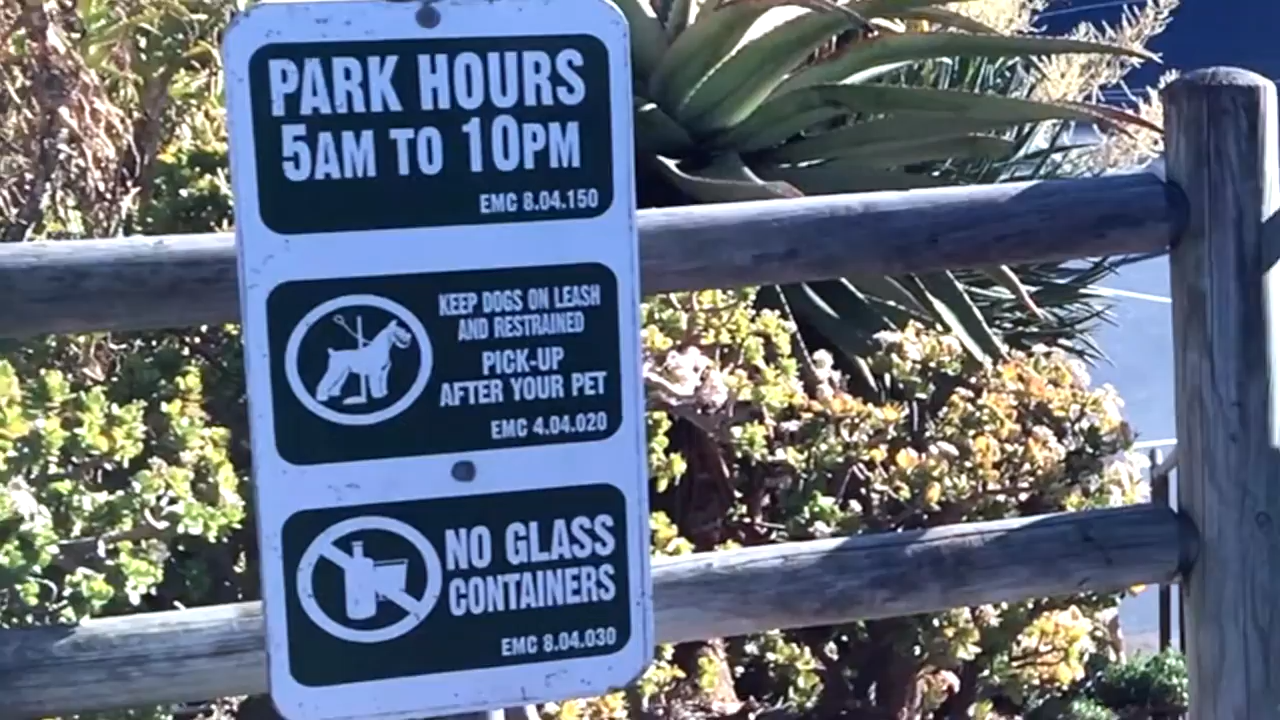 PARK HOURS
5AM TO 10PM
EMC 8.04.150
KEEP DOGS ON LEASH
AND RESTRAINED
PICK-UP
AFTER YOUR PET
EMC 4.04.020
NO GLASS
CONTAINERS
EMC 8.04.030